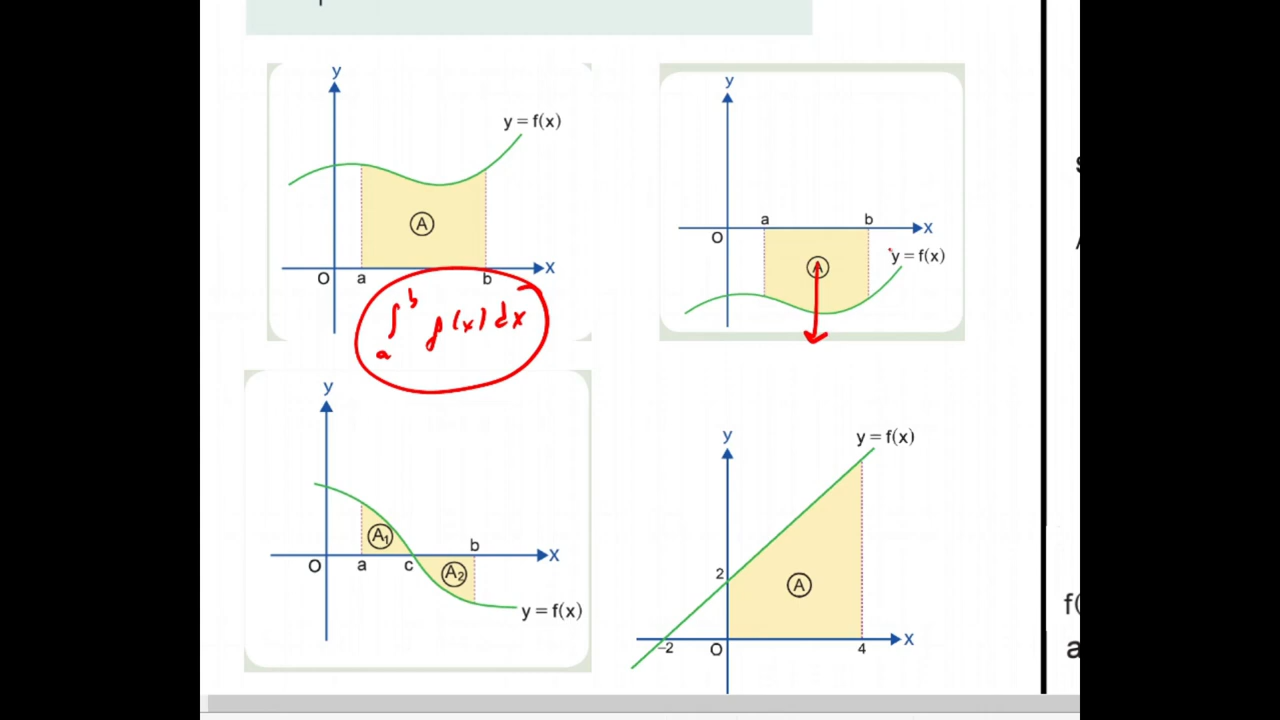 y
y = f(x)
A
O
a
b
x
∫ₐᵇ f(x) dx
y
a
b
x
O
A
y = f(x)
y
A₁
b
x
O
a
c
A₂
y = f(x)
y
y = f(x)
2
A
x
-2
O
4
f(
a